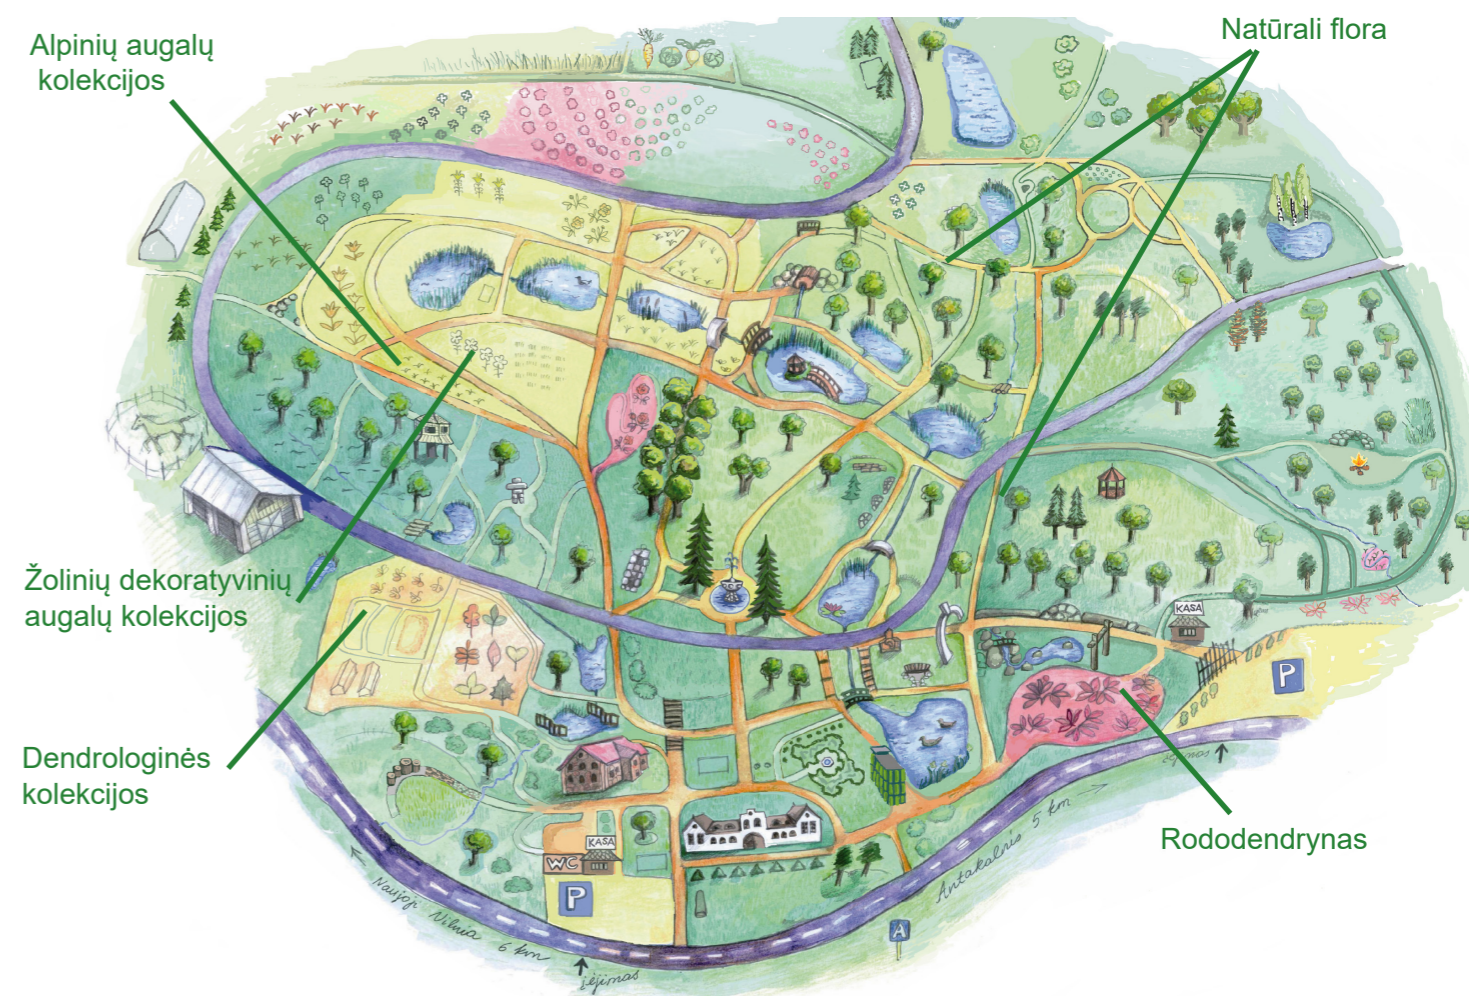 Natūrali flora
Alpinių augalų
kolekcijos
Žolinių dekoratyvinių
augalų kolekcijos
Dendrologinės
kolekcijos
Rododendrynas
KASA
P
KASA
WC
P
A
Naujoji Vilnia 6 km
Antakalnis 5 km
įėjimas